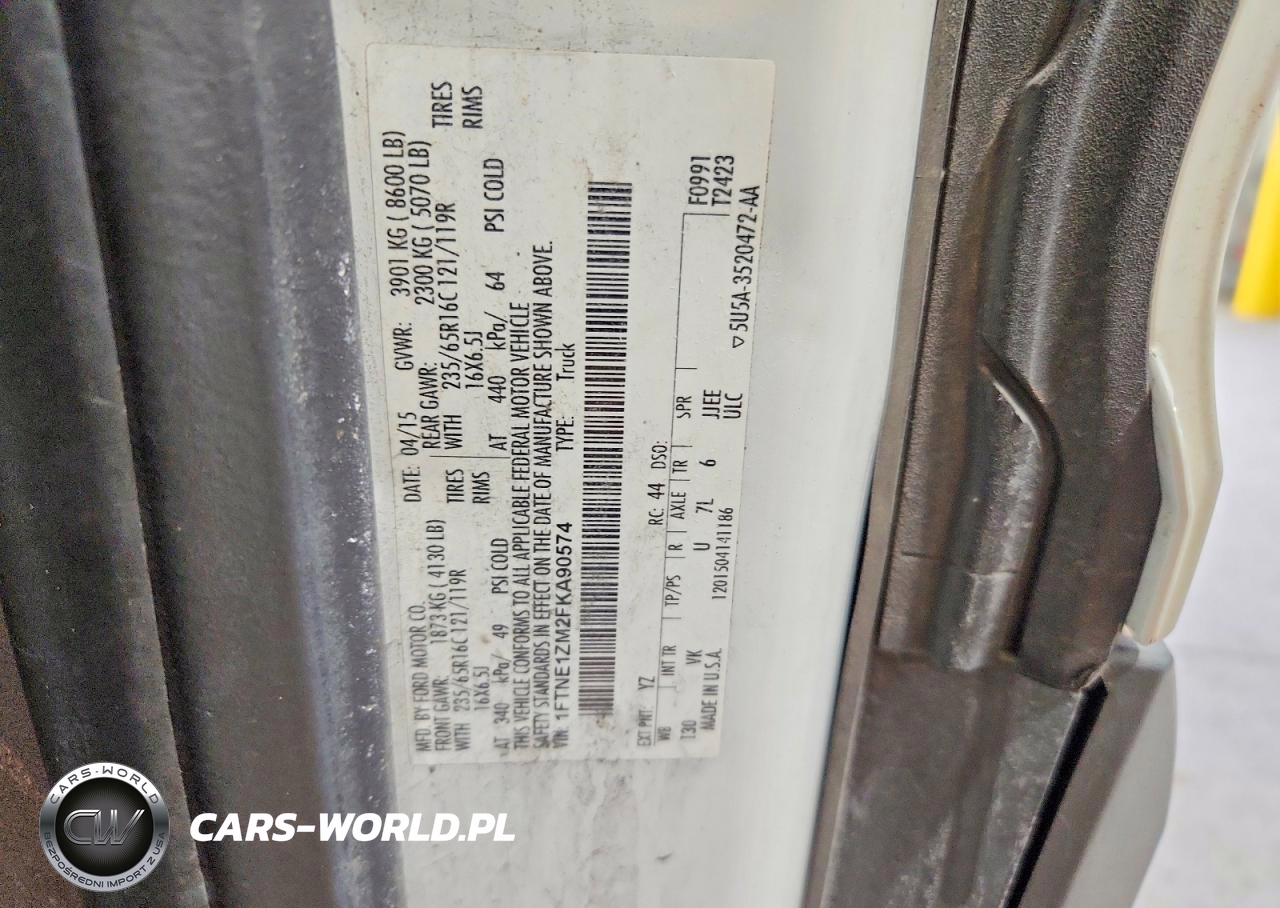 MFD. BY FORD MOTOR CO.
DATE: 04/15 GVWR: 3901 KG ( 8600 LB)
FRONT GAWR: 1873 KG ( 4130 LB) REAR GAWR: 2300 KG ( 5070 LB)
WITH 235/65R16C 121/119R TIRES WITH 235/65R16C 121/119R TIRES
16X6.5J RIMS 16X6.5J RIMS
AT 340 kPa/ 49 PSI COLD AT 440 kPa/ 64 PSI COLD
THIS VEHICLE CONFORMS TO ALL APPLICABLE FEDERAL MOTOR VEHICLE
SAFETY STANDARDS IN EFFECT ON THE DATE OF MANUFACTURE SHOWN ABOVE.
VIN: 1FTNE1ZM2FKA90574 TYPE: Truck
EXT PNT: YZ RC: 44 DSO:
WB INT TR TP/PS R AXLE TR SPR F0991
130 VK U 7L 6 JJEE T2423
MADE IN U.S.A. 120150414 1186 ULC
▽5U5A-3520472-AA
CARS-WORLD
CW
BEZPOŚREDNI IMPORT Z USA
CARS-WORLD.PL